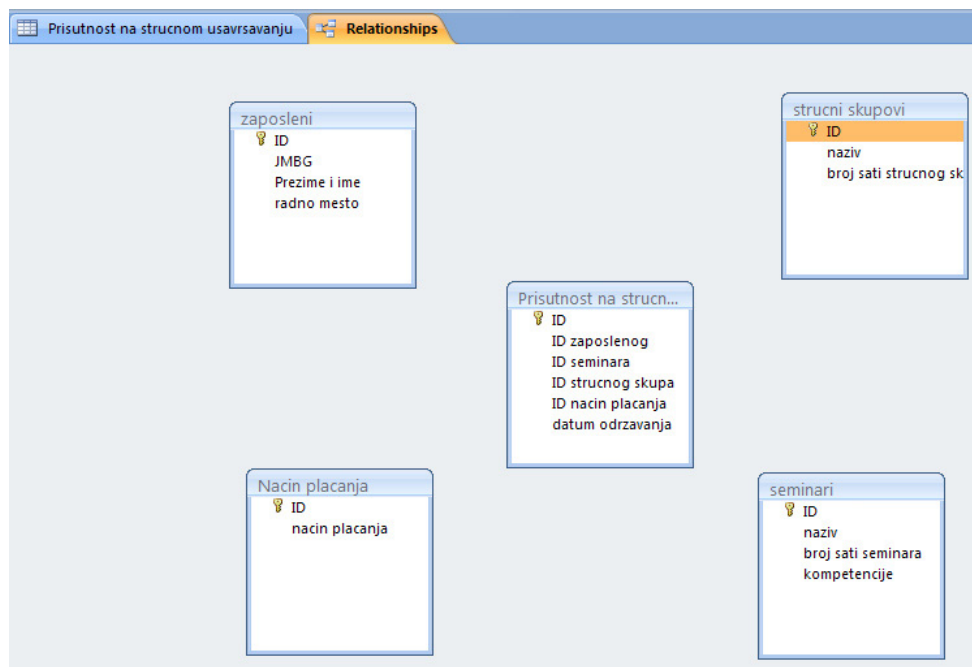 Prisutnost na strucnom usavrsavanju
Relationships
zaposleni
ID
JMBG
Prezime i ime
radno mesto
strucni skupovi
ID
naziv
broj sati strucnog sk
Prisutnost na strucn...
ID
ID zaposlenog
ID seminara
ID strucnog skupa
ID nacin placanja
datum odrzavanja
Nacin placanja
ID
nacin placanja
seminari
ID
naziv
broj sati seminara
kompetencije